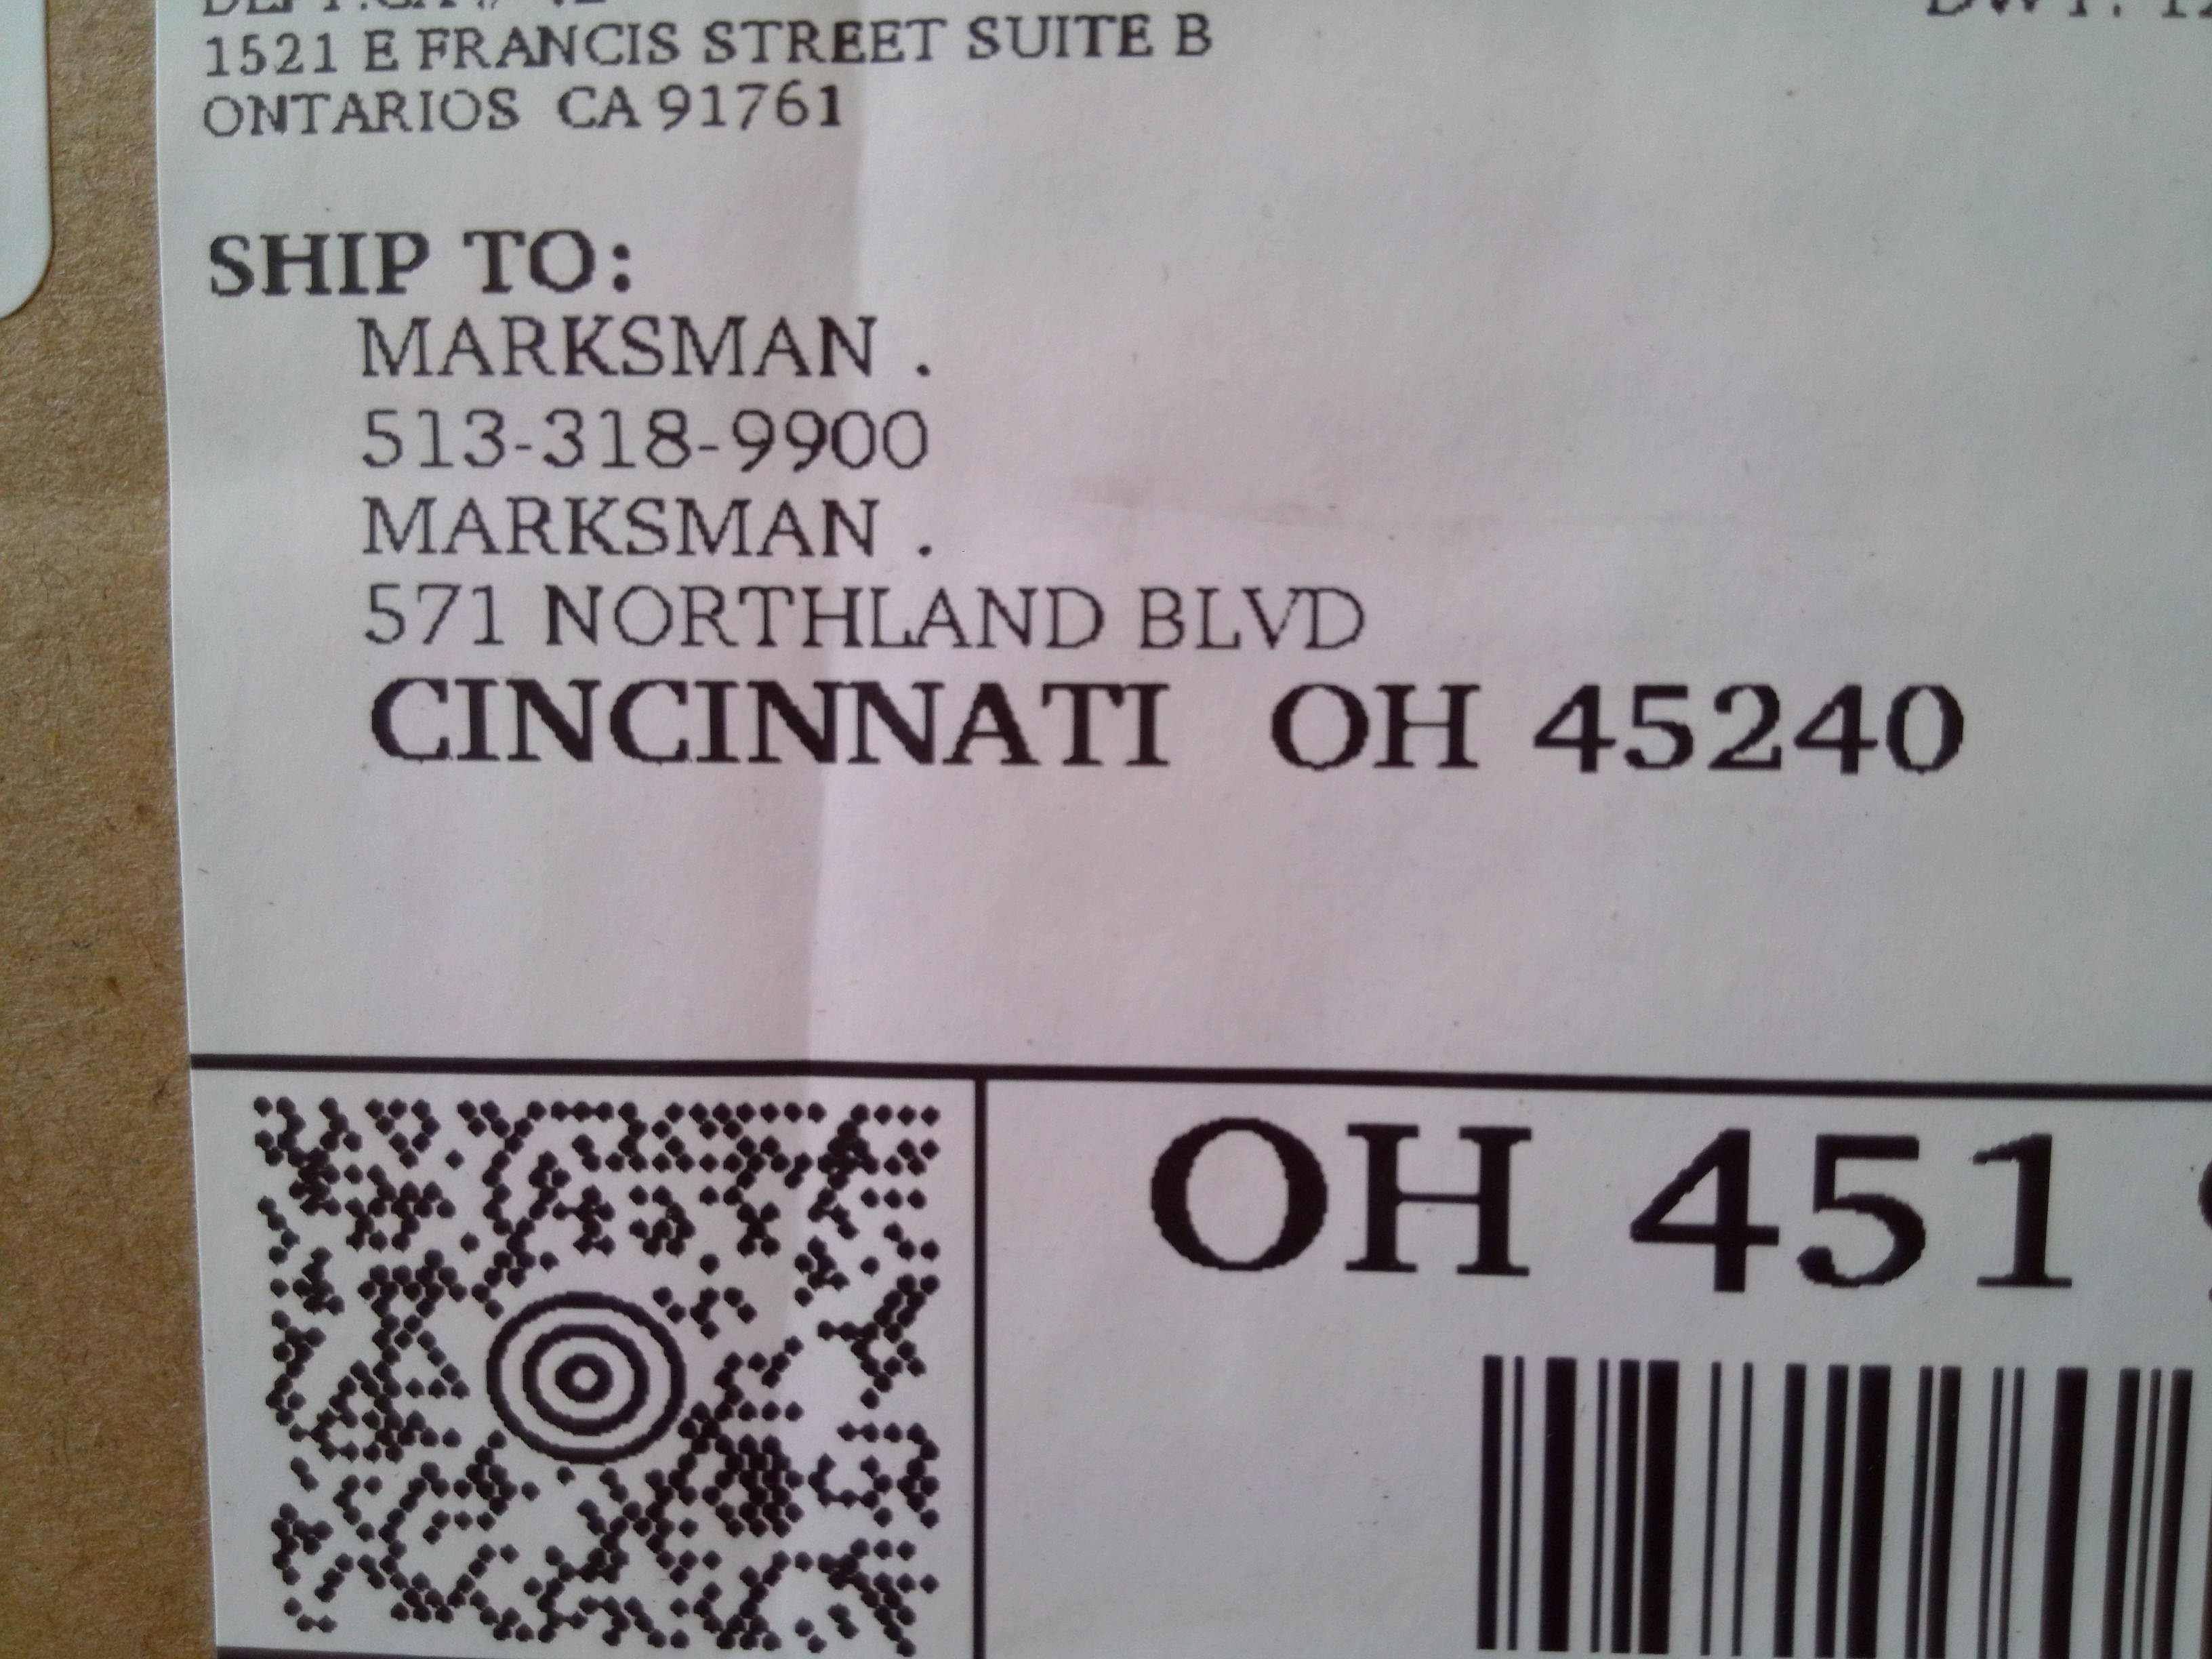 1521 E FRANCIS STREET SUITE B
ONTARIOS CA 91761
SHIP TO:
MARKSMAN .
513-318-9900
MARKSMAN .
571 NORTHLAND BLVD
CINCINNATI OH 45240
OH 451